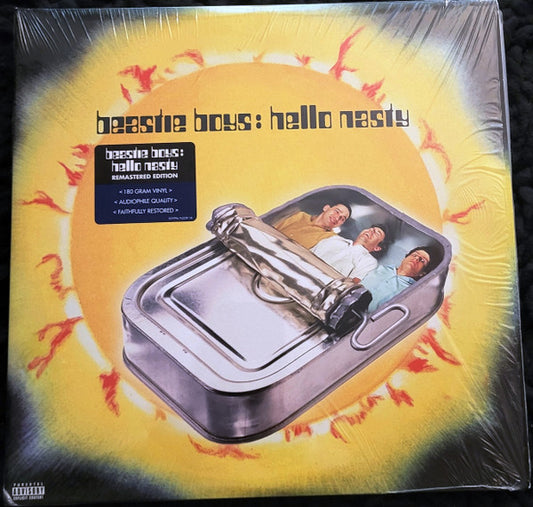 beastie boys: hello nasty
beastie boys:
hello nasty
REMASTERED EDITION
< 180 GRAM VINYL >
< AUDIOPHILE QUALITY >
< FAITHFULLY RESTORED >
PARENTAL
ADVISORY
EXPLICIT CONTENT